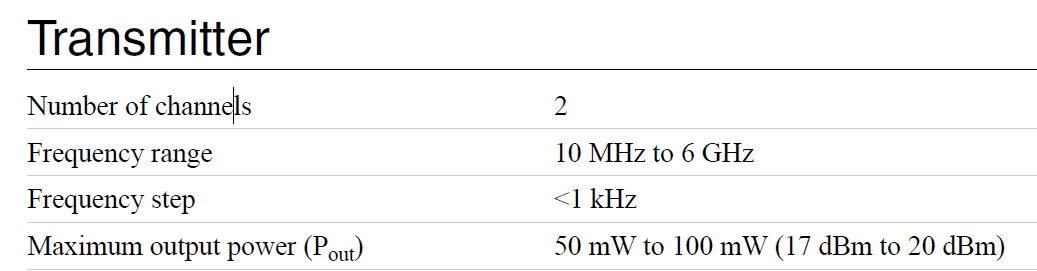 Transmitter
Number of channels 2
Frequency range 10 MHz to 6 GHz
Frequency step <1 kHz
Maximum output power (Pout) 50 mW to 100 mW (17 dBm to 20 dBm)